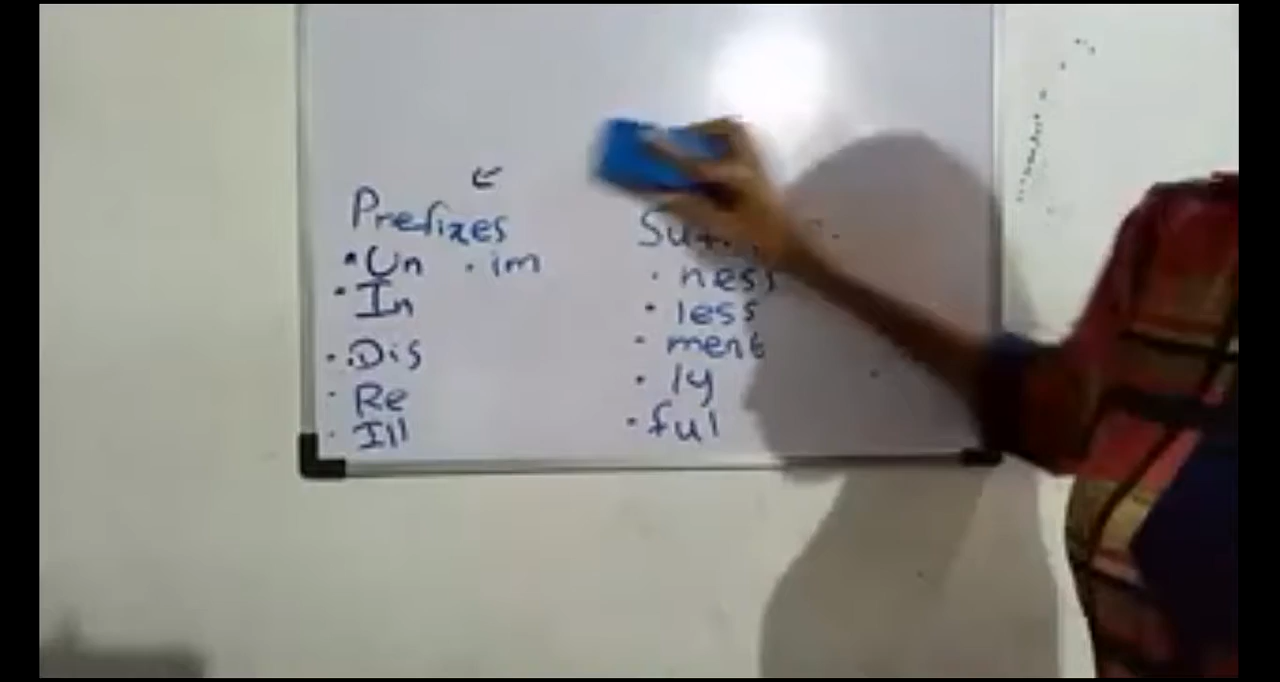 Prefixes
• Un • im
• In
• Dis
• Re
• Ill
• ness
• less
• ment
• ly
• ful